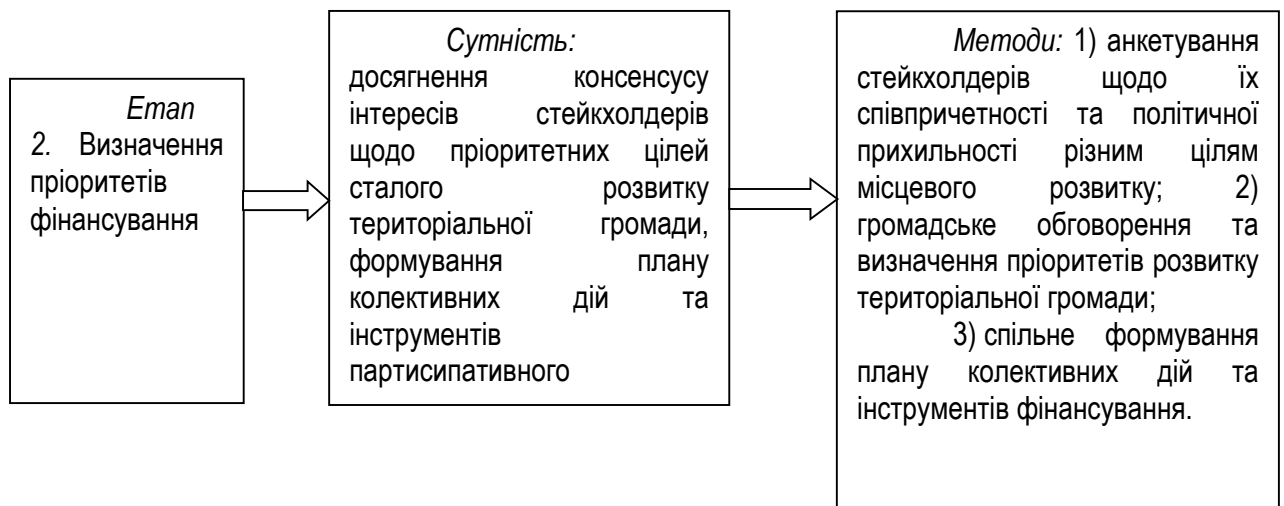 Етап
2. Визначення
пріоритетів
фінансування
Сутність:
досягнення консенсусу
інтересів стейкхолдерів
щодо пріоритетних цілей
сталого розвитку
територіальної громади,
формування плану
колективних дій та
інструментів
партисипативного
Методи: 1) анкетування
стейкхолдерів щодо їх
співпричетності та політичної
прихильності різним цілям
місцевого розвитку; 2)
громадське обговорення та
визначення пріоритетів розвитку
територіальної громади;
3) спільне формування
плану колективних дій та
інструментів фінансування.